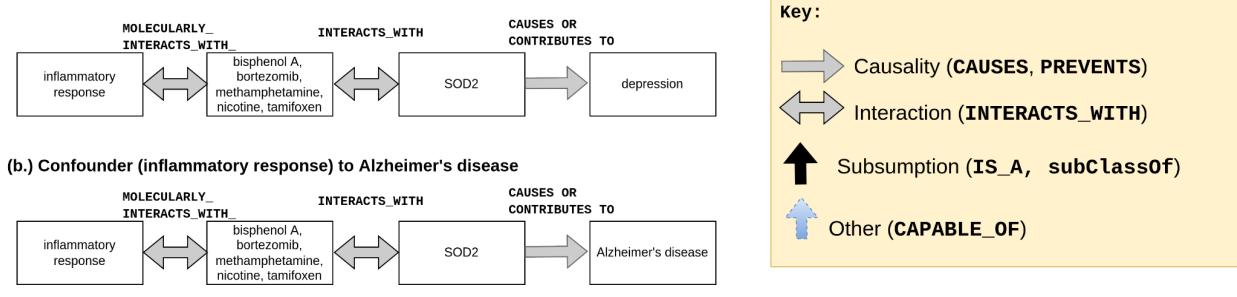 MOLECULARLY_
INTERACTS_WITH_
INTERACTS_WITH
CAUSES OR
CONTRIBUTES TO
inflammatory
response
bisphenol A,
bortezomib,
methamphetamine,
nicotine, tamifoxen
SOD2
depression
(b.) Confounder (inflammatory response) to Alzheimer's disease
MOLECULARLY_
INTERACTS_WITH_
INTERACTS_WITH
CAUSES OR
CONTRIBUTES TO
inflammatory
response
bisphenol A,
bortezomib,
methamphetamine,
nicotine, tamifoxen
SOD2
Alzheimer's disease
Key:
Causality (CAUSES, PREVENTS)
Interaction (INTERACTS_WITH)
Subsumption (IS_A, subClassOf)
Other (CAPABLE_OF)